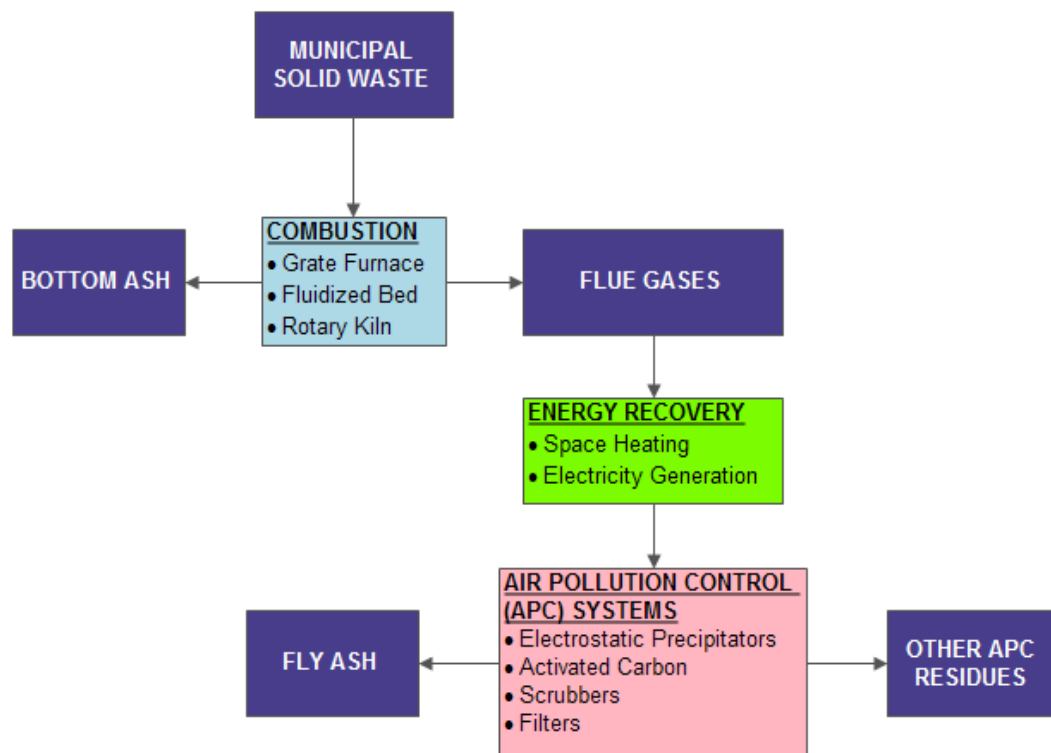 MUNICIPAL
SOLID WASTE
COMBUSTION
• Grate Furnace
• Fluidized Bed
• Rotary Kiln
BOTTOM ASH
FLUE GASES
ENERGY RECOVERY
• Space Heating
• Electricity Generation
AIR POLLUTION CONTROL
(APC) SYSTEMS
• Electrostatic Precipitators
• Activated Carbon
• Scrubbers
• Filters
FLY ASH
OTHER APC
RESIDUES